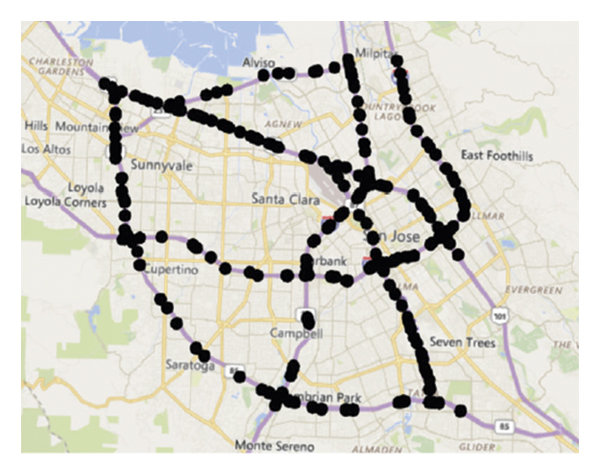 Milpitas
CHARLESTON
GARDENS
Alviso
AGNEW
Hills
Mountain View
Los Altos
East Foothills
Sunnyvale
Loyola
Loyola Corners
Santa Clara
San Jose
Cupertino
EVERGREEN
101
Campbell
Seven Trees
Saratoga
85
Cambrian Park
85
Monte Sereno
ALMADEN
GLIDER